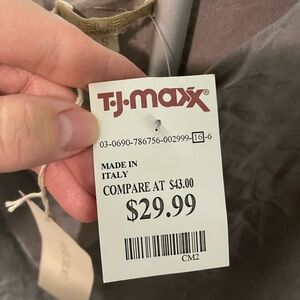 T·J·maxx®
03-0690-786756-002999-16-6
MADE IN
ITALY
COMPARE AT $43.00
$29.99
CM2